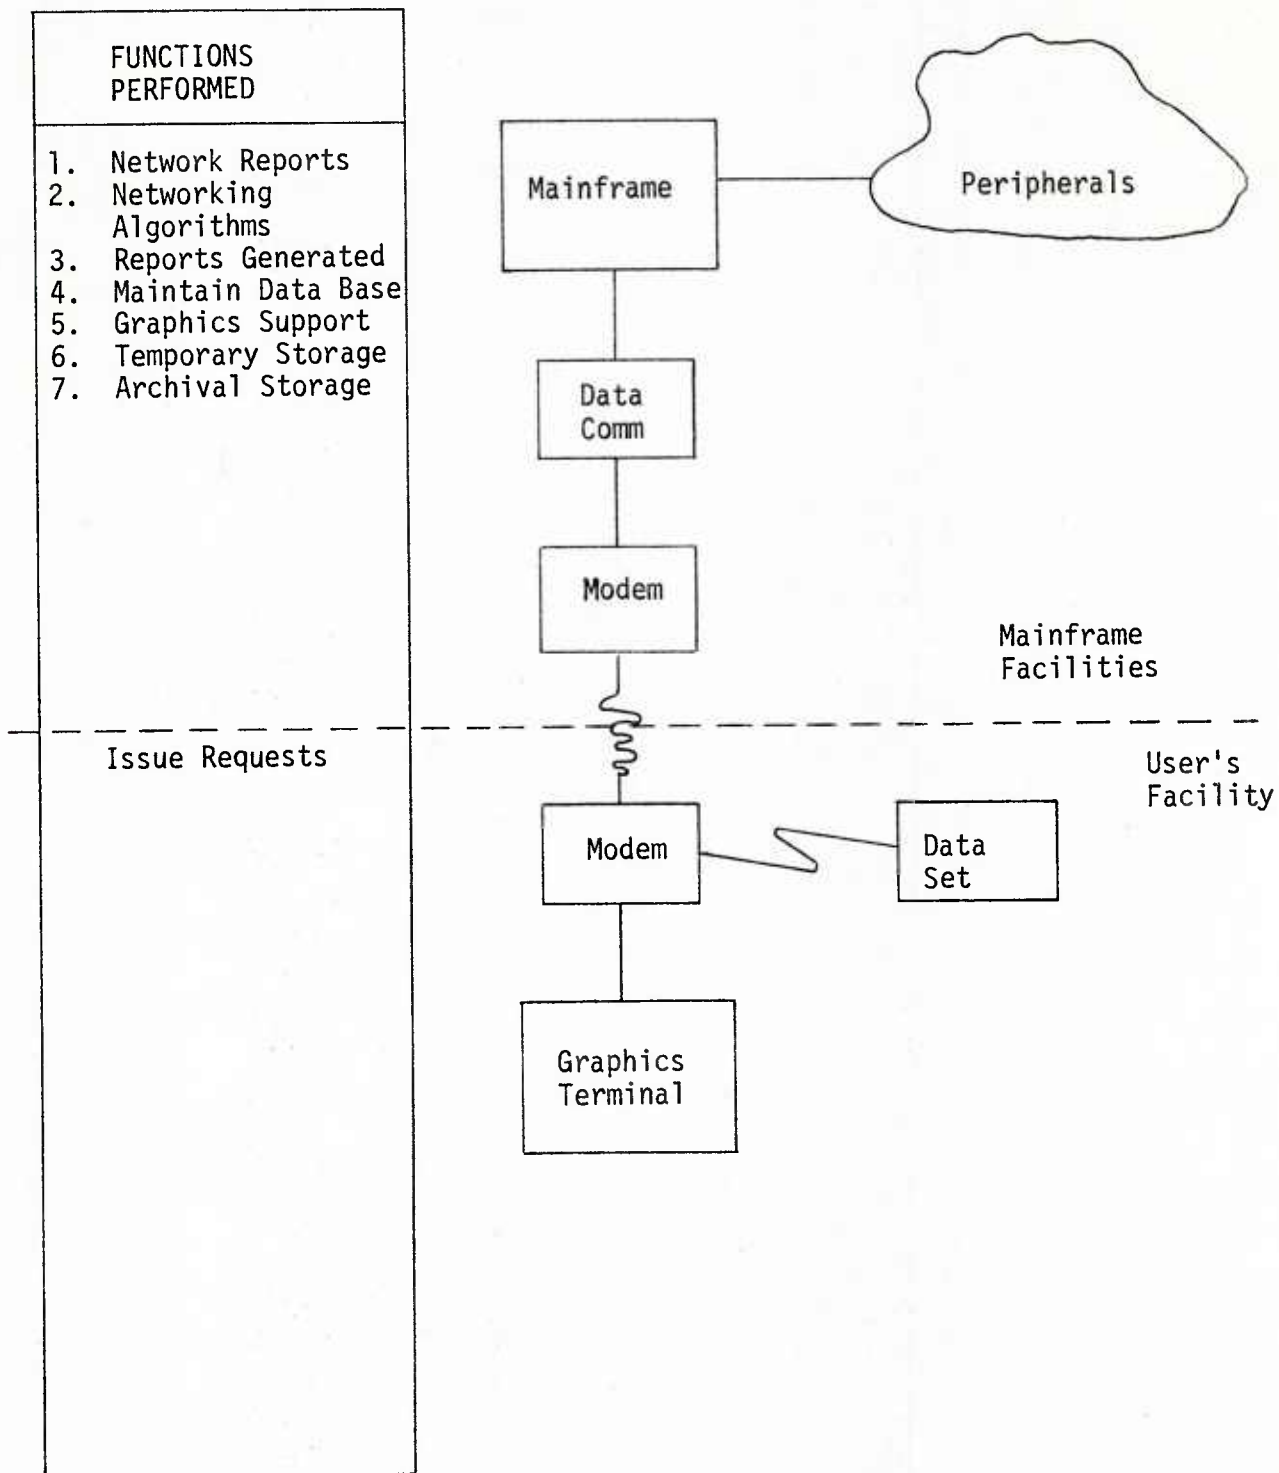 FUNCTIONS
PERFORMED
1. Network Reports
2. Networking
Algorithms
3. Reports Generated
4. Maintain Data Base
5. Graphics Support
6. Temporary Storage
7. Archival Storage
Mainframe
Peripherals
Data
Comm
Modem
Mainframe
Facilities
Issue Requests
User's
Facility
Modem
Data
Set
Graphics
Terminal